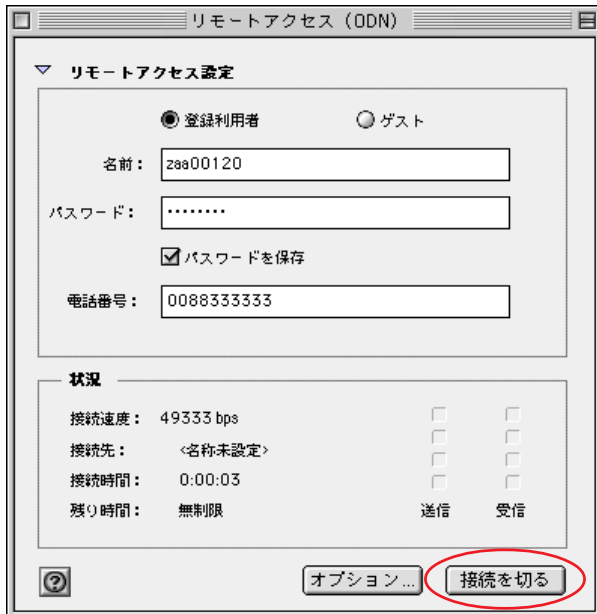 リモートアクセス（ODN）
リモートアクセス設定
登録利用者 ゲスト
名前： zaa00120
パスワード： ••••••••
パスワードを保存
電話番号： 0088333333
状況
接続速度： 49333 bps
接続先： <名称未設定>
接続時間： 0:00:03
残り時間： 無制限 送信 受信
? オプション... 接続を切る